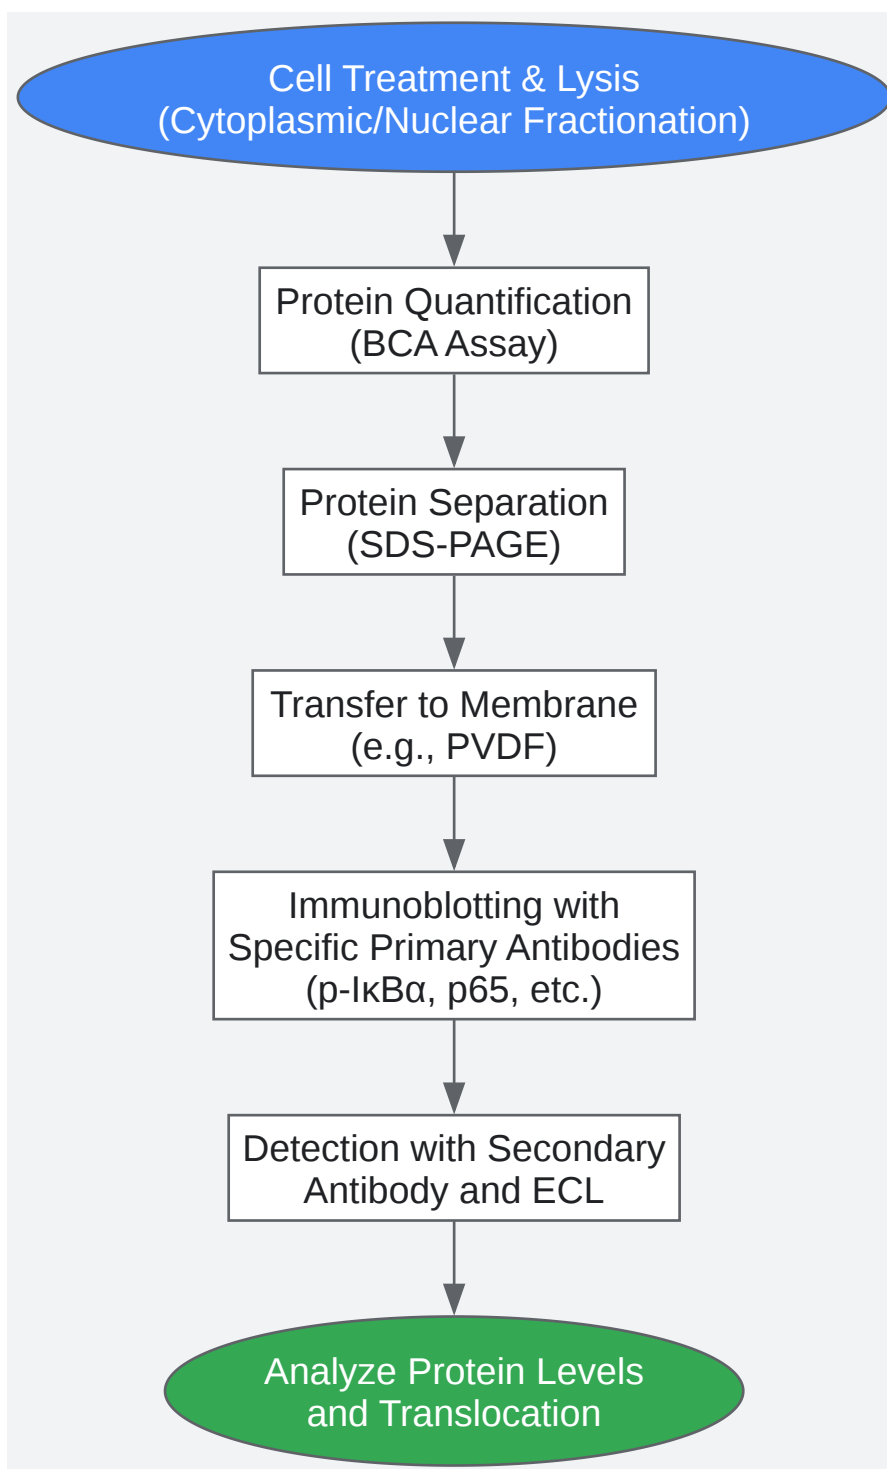 Cell Treatment & Lysis
(Cytoplasmic/Nuclear Fractionation)
Protein Quantification
(BCA Assay)
Protein Separation
(SDS-PAGE)
Transfer to Membrane
(e.g., PVDF)
Immunoblotting with
Specific Primary Antibodies
(p-IκBα, p65, etc.)
Detection with Secondary
Antibody and ECL
Analyze Protein Levels
and Translocation